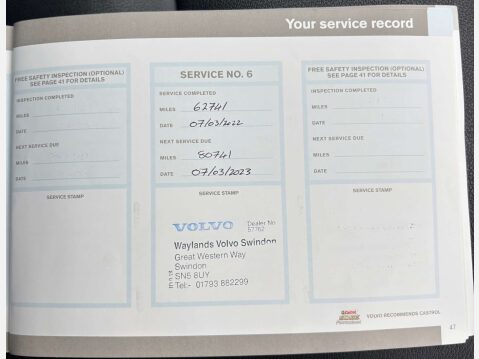 Your service record
FREE SAFETY INSPECTION (OPTIONAL)
SEE PAGE 41 FOR DETAILS
INSPECTION COMPLETED
MILES
DATE
NEXT SERVICE DUE
MILES
DATE
SERVICE STAMP
SERVICE NO. 6
SERVICE COMPLETED
MILES 62741
DATE 07/03/2022
NEXT SERVICE DUE
MILES 80741
DATE 07/03/2023
SERVICE STAMP
VOLVO Dealer No
57762
Waylands Volvo Swindon
Great Western Way
Swindon
SN5 8UY
Tel:- 01793 882299
FREE SAFETY INSPECTION (OPTIONAL)
SEE PAGE 41 FOR DETAILS
INSPECTION COMPLETED
MILES
DATE
NEXT SERVICE DUE
MILES
DATE
SERVICE STAMP
Castrol
VOLVO RECOMMENDS CASTROL
47